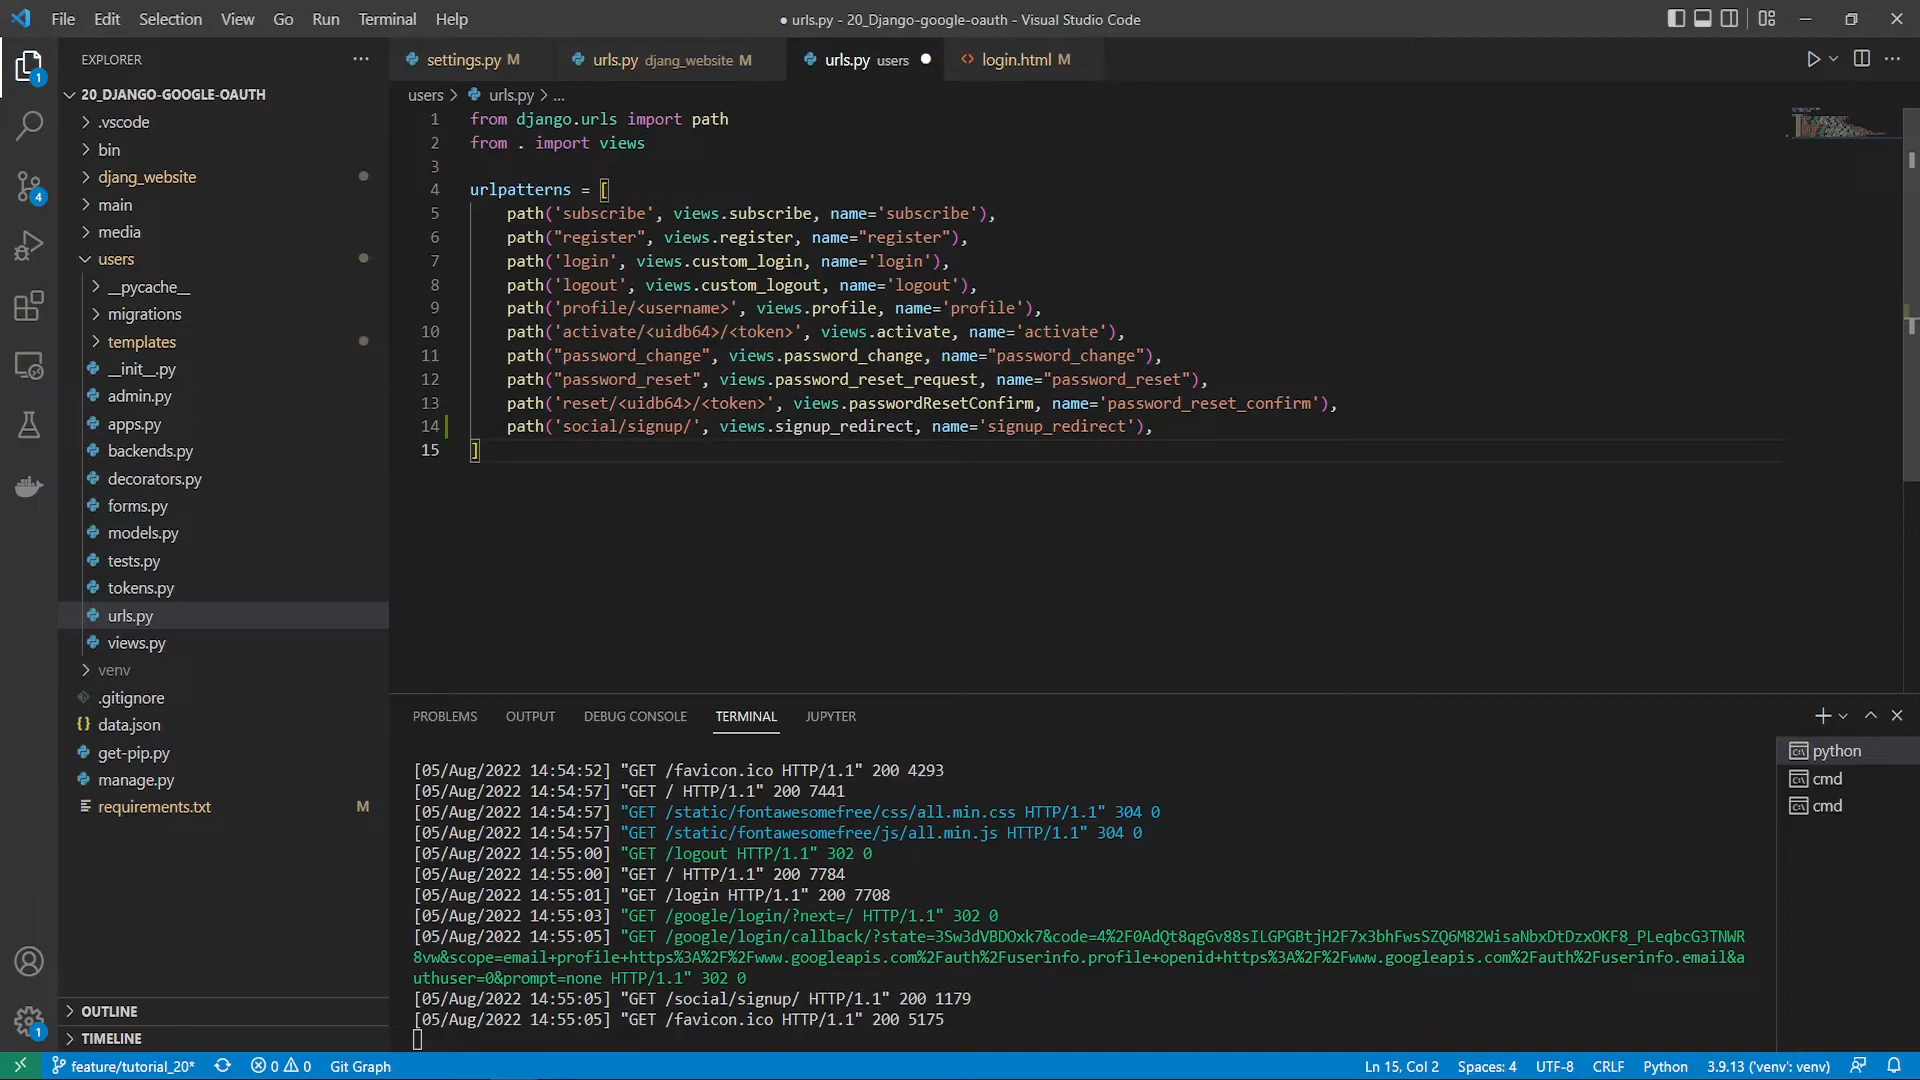 File Edit Selection View Go Run Terminal Help
● urls.py - 20_Django-google-oauth - Visual Studio Code
EXPLORER
settings.py M
urls.py djang_website M
urls.py users
login.html M
1
20_DJANGO-GOOGLE-OAUTH
.vscode
bin
djang_website
main
media
users
__pycache__
migrations
templates
__init__.py
admin.py
apps.py
backends.py
decorators.py
forms.py
models.py
tests.py
tokens.py
urls.py
views.py
venv
.gitignore
data.json
get-pip.py
manage.py
requirements.txt M
OUTLINE
TIMELINE
4
1
users > urls.py > ...
1 from django.urls import path
2 from . import views
3
4 urlpatterns = [
5 path('subscribe', views.subscribe, name='subscribe'),
6 path("register", views.register, name="register"),
7 path('login', views.custom_login, name='login'),
8 path('logout', views.custom_logout, name='logout'),
9 path('profile/<username>', views.profile, name='profile'),
10 path('activate/<uidb64>/<token>', views.activate, name='activate'),
11 path("password_change", views.password_change, name="password_change"),
12 path("password_reset", views.password_reset_request, name="password_reset"),
13 path('reset/<uidb64>/<token>', views.passwordResetConfirm, name='password_reset_confirm'),
14 path('social/signup/', views.signup_redirect, name='signup_redirect'),
15 ]
PROBLEMS OUTPUT DEBUG CONSOLE TERMINAL JUPYTER
python
cmd
cmd
[05/Aug/2022 14:54:52] "GET /favicon.ico HTTP/1.1" 200 4293
[05/Aug/2022 14:54:57] "GET / HTTP/1.1" 200 7441
[05/Aug/2022 14:54:57] "GET /static/fontawesomefree/css/all.min.css HTTP/1.1" 304 0
[05/Aug/2022 14:54:57] "GET /static/fontawesomefree/js/all.min.js HTTP/1.1" 304 0
[05/Aug/2022 14:55:00] "GET /logout HTTP/1.1" 302 0
[05/Aug/2022 14:55:00] "GET / HTTP/1.1" 200 7784
[05/Aug/2022 14:55:01] "GET /login HTTP/1.1" 200 7708
[05/Aug/2022 14:55:03] "GET /google/login/?next=/ HTTP/1.1" 302 0
[05/Aug/2022 14:55:05] "GET /google/login/callback/?state=3Sw3dVBDOxk7&code=4%2F0AdQt8qgGv88sILGPGBtjH2F7x3bhFwsSZQ6M82WisaNbxDtDzxOKF8_PLeqbcG3TNWR
8vw&scope=email+profile+https%3A%2F%2Fwww.googleapis.com%2Fauth%2Fuserinfo.profile+openid+https%3A%2F%2Fwww.googleapis.com%2Fauth%2Fuserinfo.email&a
uthuser=0&prompt=none HTTP/1.1" 302 0
[05/Aug/2022 14:55:05] "GET /social/signup/ HTTP/1.1" 200 1179
[05/Aug/2022 14:55:05] "GET /favicon.ico HTTP/1.1" 200 5175
feature/tutorial_20* 0 0 Git Graph Ln 15, Col 2 Spaces: 4 UTF-8 CRLF Python 3.9.13 ('venv': venv)